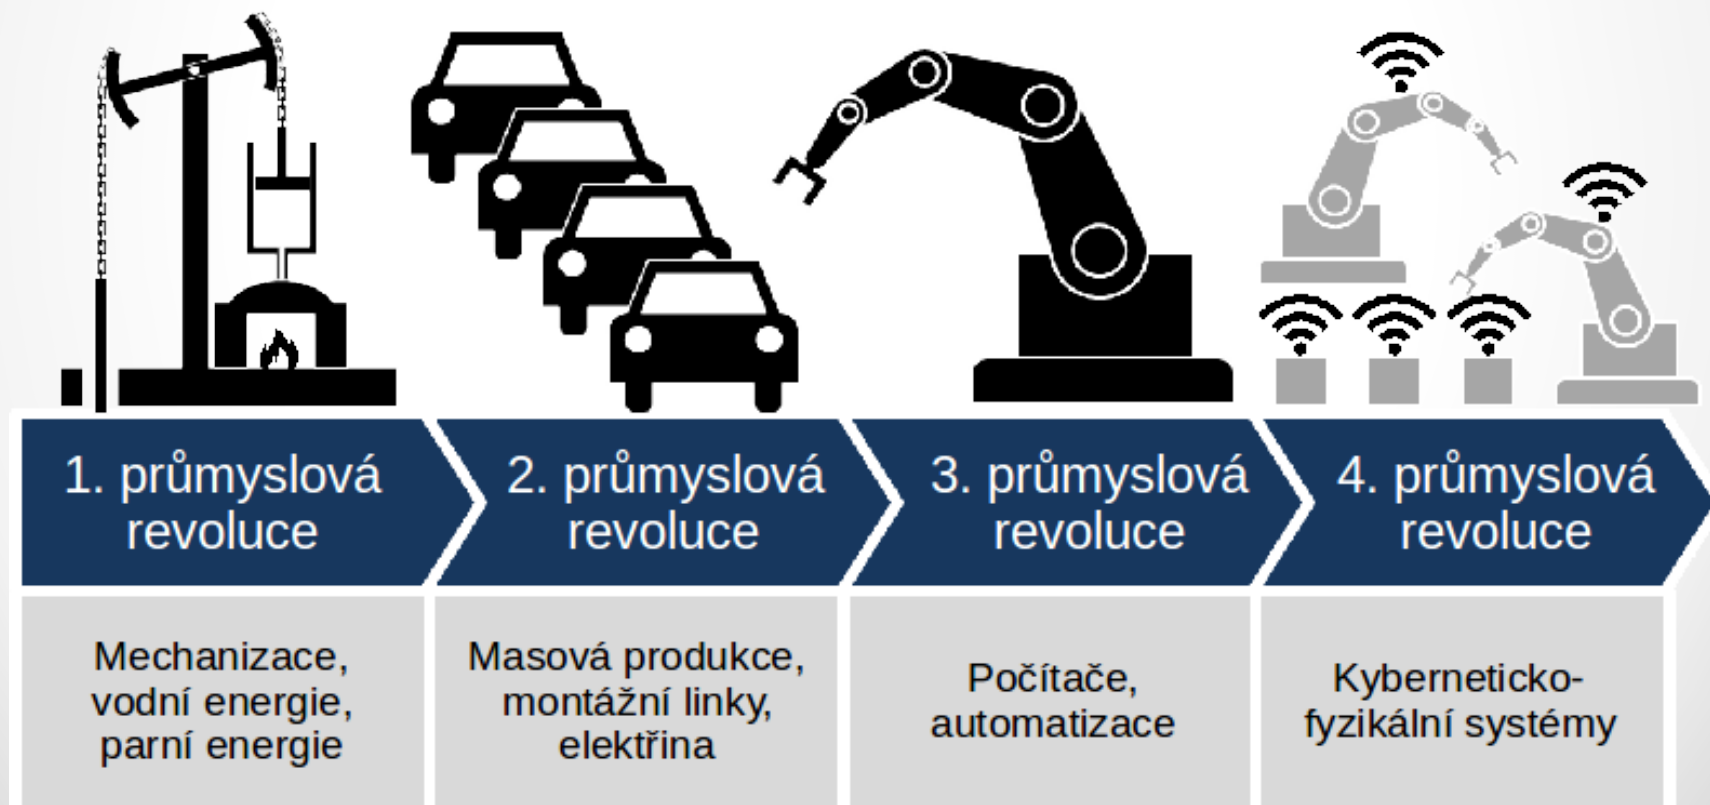 1. průmyslová
revoluce
2. průmyslová
revoluce
3. průmyslová
revoluce
4. průmyslová
revoluce
Mechanizace,
vodní energie,
parní energie
Masová produkce,
montážní linky,
elektřina
Počítače,
automatizace
Kyberneticko-
fyzikální systémy